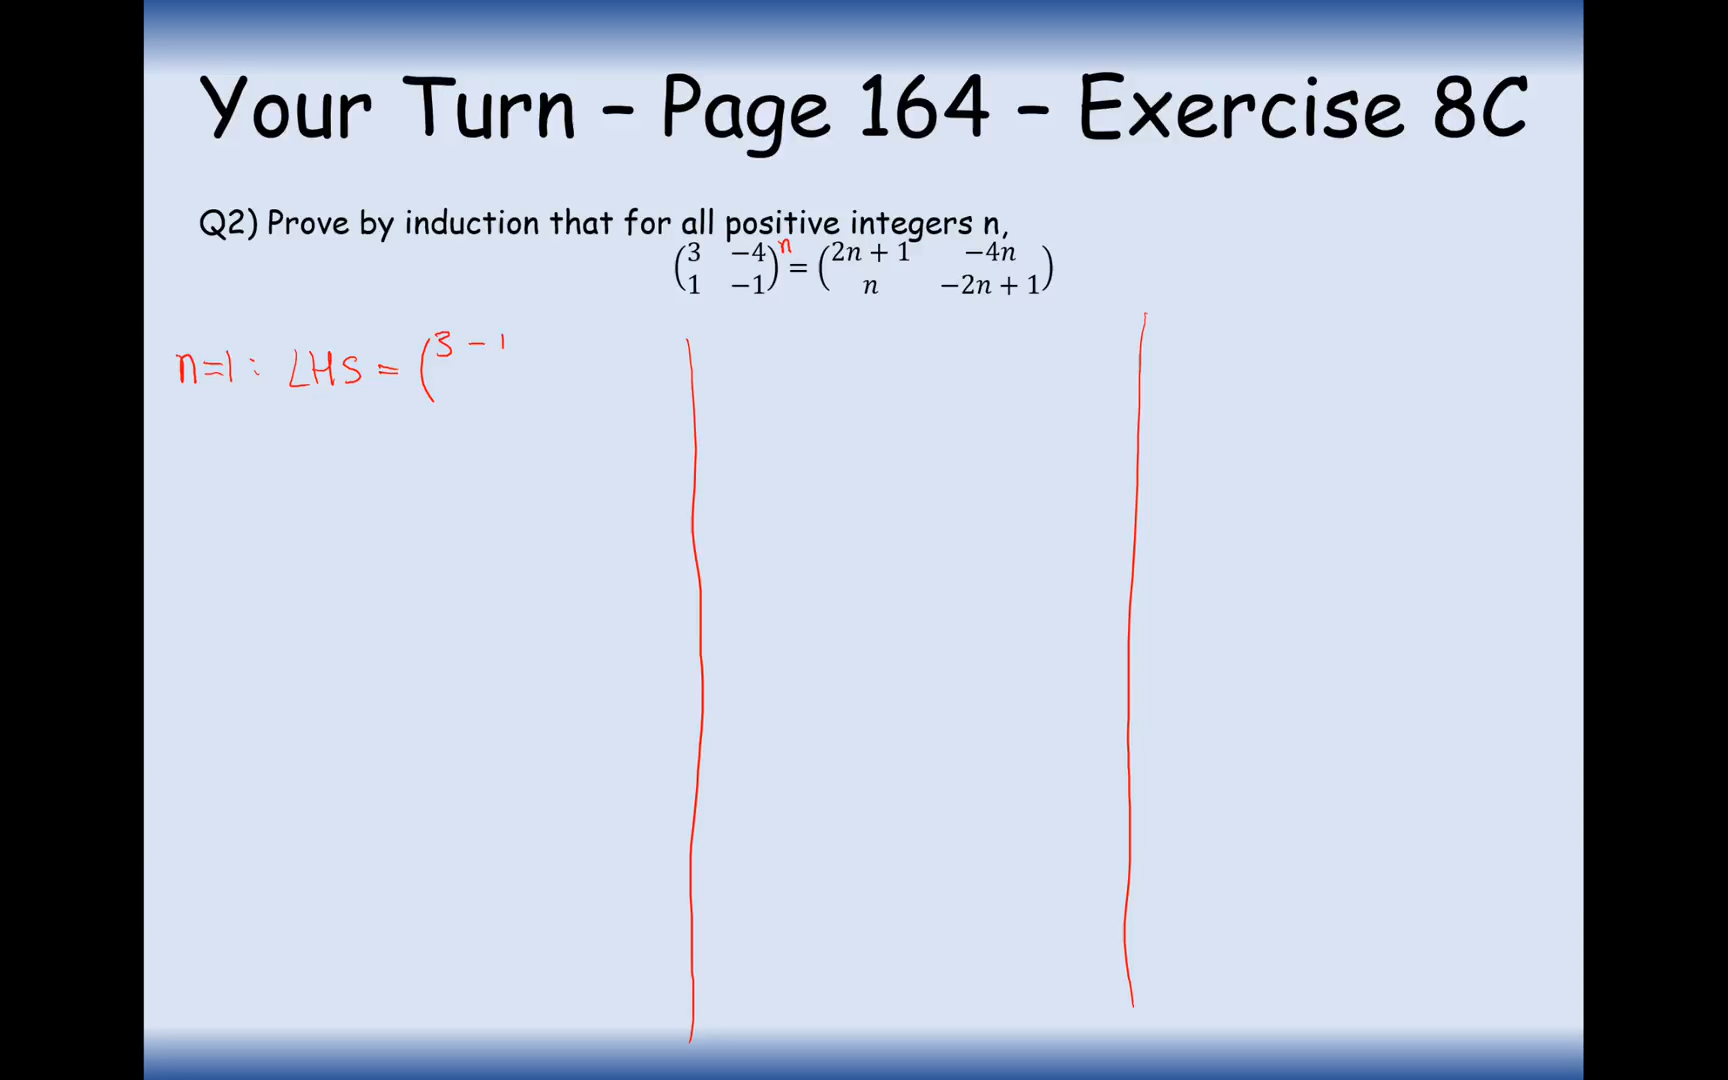 Your Turn – Page 164 – Exercise 8C
Q2) Prove by induction that for all positive integers n,
(3 −4)ⁿ = (2n + 1 −4n)
(1 −1) (n −2n + 1)
n=1: LHS = (3 - 1